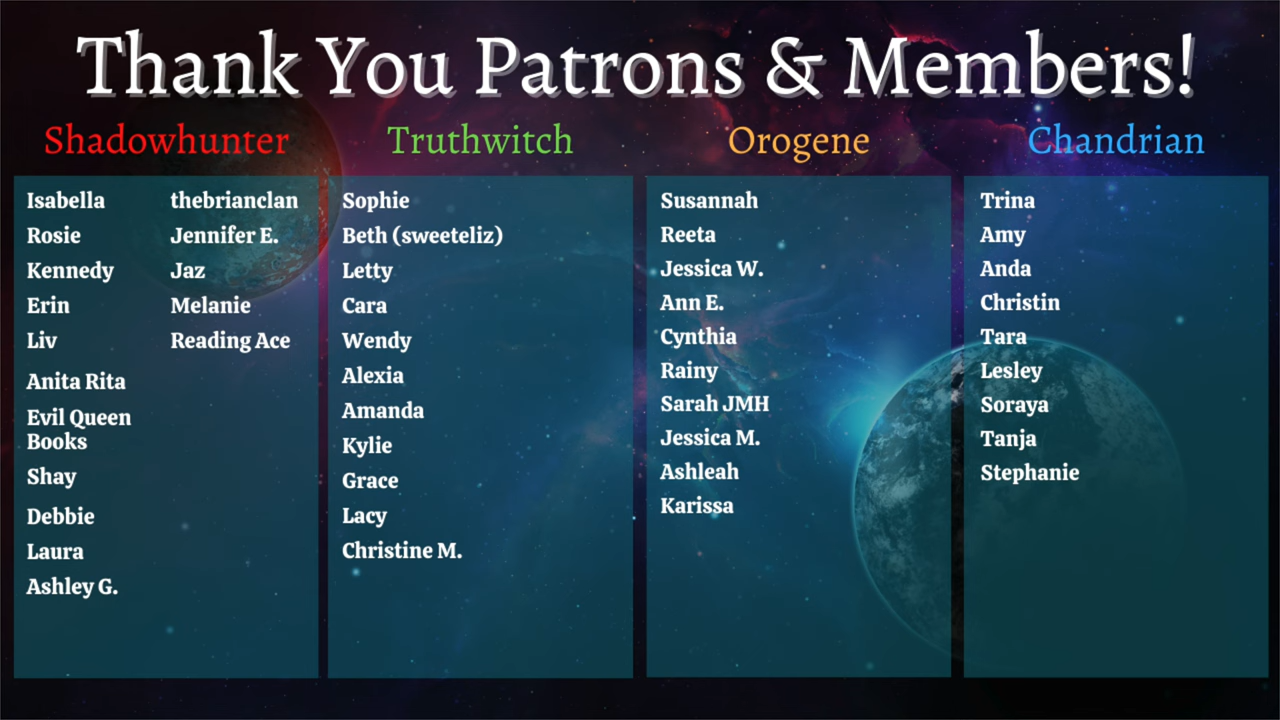 Thank You Patrons & Members!
Shadowhunter
Isabella
Rosie
Kennedy
Erin
Liv
Anita Rita
Evil Queen
Books
Shay
Debbie
Laura
Ashley G.
thebrianclan
Jennifer E.
Jaz
Melanie
Reading Ace
Truthwitch
Sophie
Beth (sweeteliz)
Letty
Cara
Wendy
Alexia
Amanda
Kylie
Grace
Lacy
Christine M.
Orogene
Susannah
Reeta
Jessica W.
Ann E.
Cynthia
Rainy
Sarah JMH
Jessica M.
Ashleah
Karissa
Chandrian
Trina
Amy
Anda
Christin
Tara
Lesley
Soraya
Tanja
Stephanie